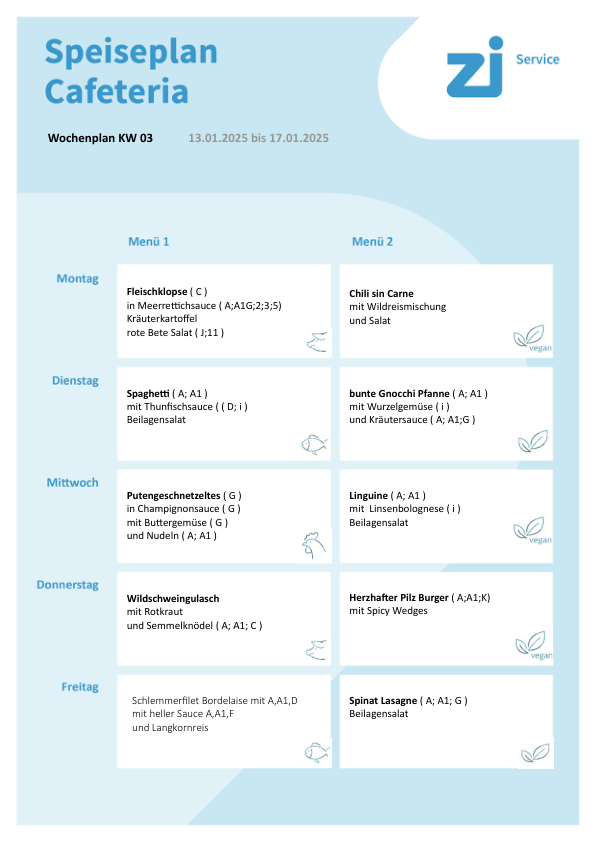 Speiseplan
Cafeteria
zi Service
Wochenplan KW 03 13.01.2025 bis 17.01.2025
Menü 1 Menü 2
Montag
Fleischklopse ( C )
in Meerrettichsauce ( A;A1G;2;3;5)
Kräuterkartoffel
rote Bete Salat ( J;11 )
Chili sin Carne
mit Wildreismischung
und Salat
vegan
Dienstag
Spaghetti ( A; A1 )
mit Thunfischsauce ( ( D; i )
Beilagensalat
bunte Gnocchi Pfanne ( A; A1 )
mit Wurzelgemüse ( i )
und Kräutersauce ( A; A1;G )
Mittwoch
Putengeschnetzeltes ( G )
in Champignonsauce ( G )
mit Buttergemüse ( G )
und Nudeln ( A; A1 )
Linguine ( A; A1 )
mit Linsenbolognese ( i )
Beilagensalat
vegan
Donnerstag
Wildschweingulasch
mit Rotkraut
und Semmelknödel ( A; A1; C )
Herzhafter Pilz Burger ( A;A1;K)
mit Spicy Wedges
vegan
Freitag
Schlemmerfilet Bordelaise mit A,A1,D
mit heller Sauce A,A1,F
und Langkornreis
Spinat Lasagne ( A; A1; G )
Beilagensalat